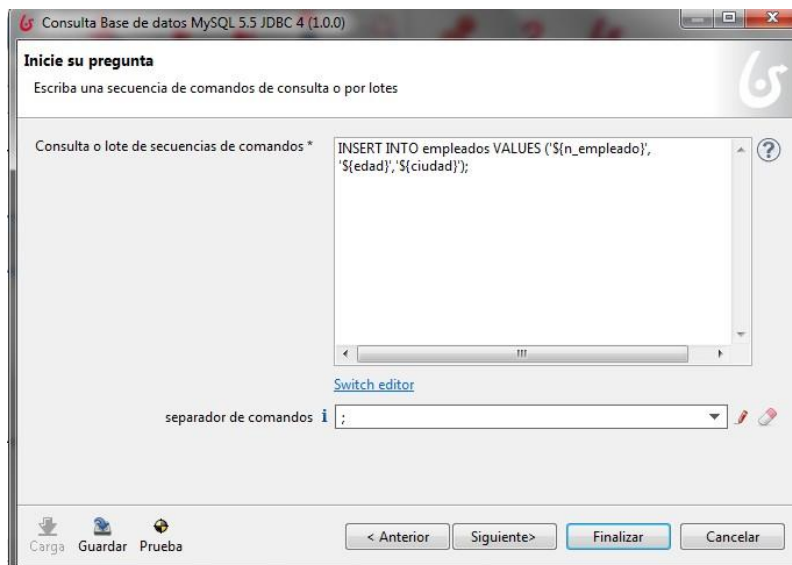 Consulta Base de datos MySQL 5.5 JDBC 4 (1.0.0)
Inicie su pregunta
Escriba una secuencia de comandos de consulta o por lotes
Consulta o lote de secuencias de comandos *
INSERT INTO empleados VALUES ('${n_empleado}',
'${edad}','${ciudad}');
Switch editor
separador de comandos
;
Carga Guardar Prueba
< Anterior Siguiente> Finalizar Cancelar